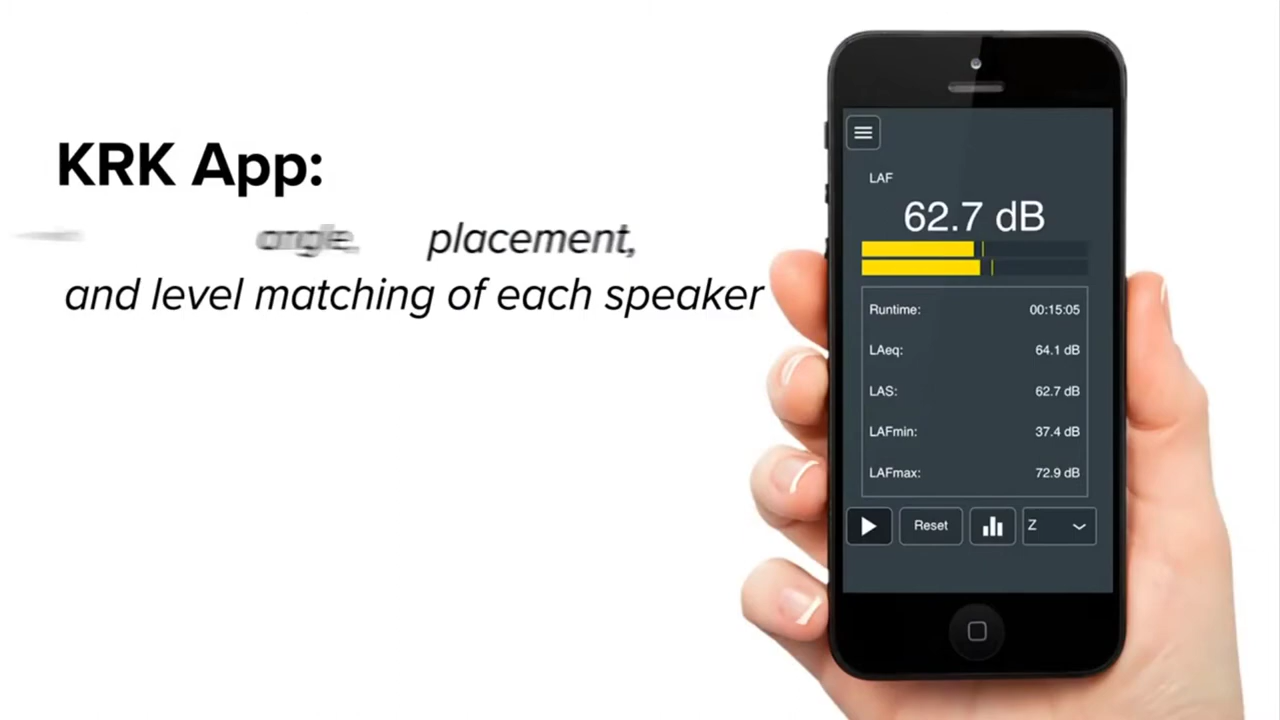 KRK App:
angle, placement,
and level matching of each speaker
LAF
62.7 dB
Runtime: 00:15:05
LAeq: 64.1 dB
LAS: 62.7 dB
LAFmin: 37.4 dB
LAFmax: 72.9 dB
Reset Z